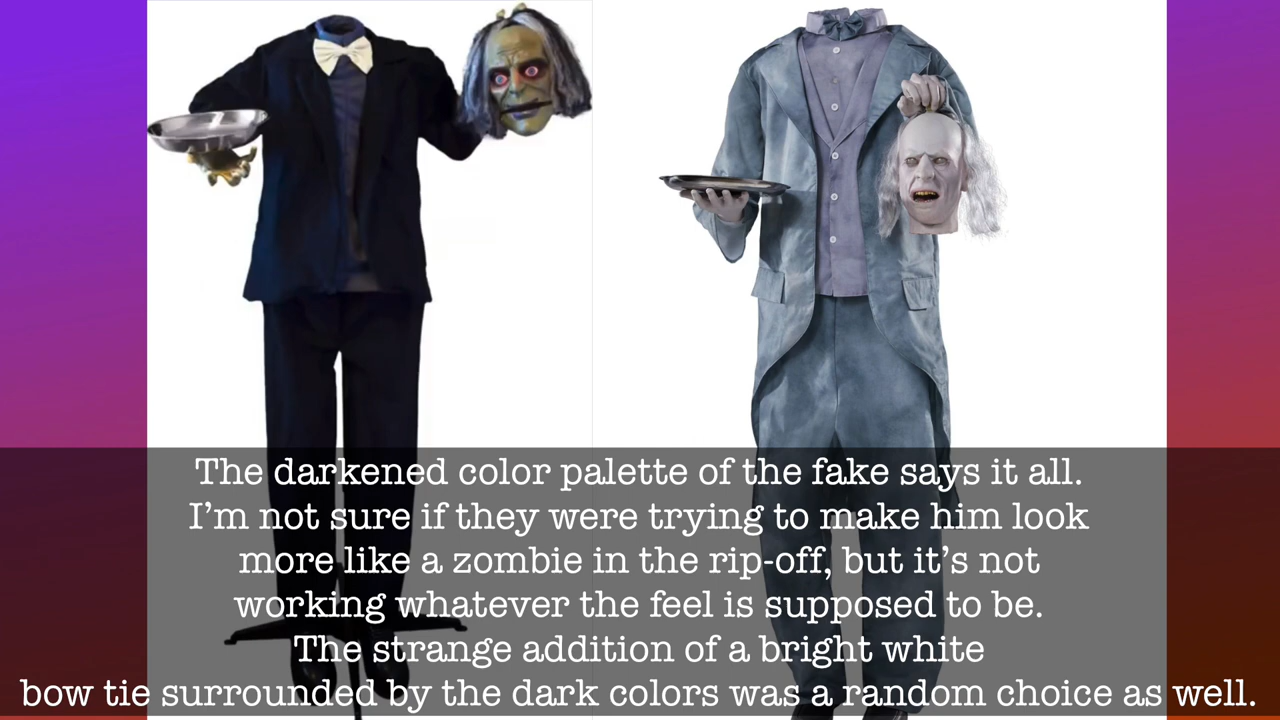 The darkened color palette of the fake says it all.
I'm not sure if they were trying to make him look
more like a zombie in the rip-off, but it's not
working whatever the feel is supposed to be.
The strange addition of a bright white
bow tie surrounded by the dark colors was a random choice as well.